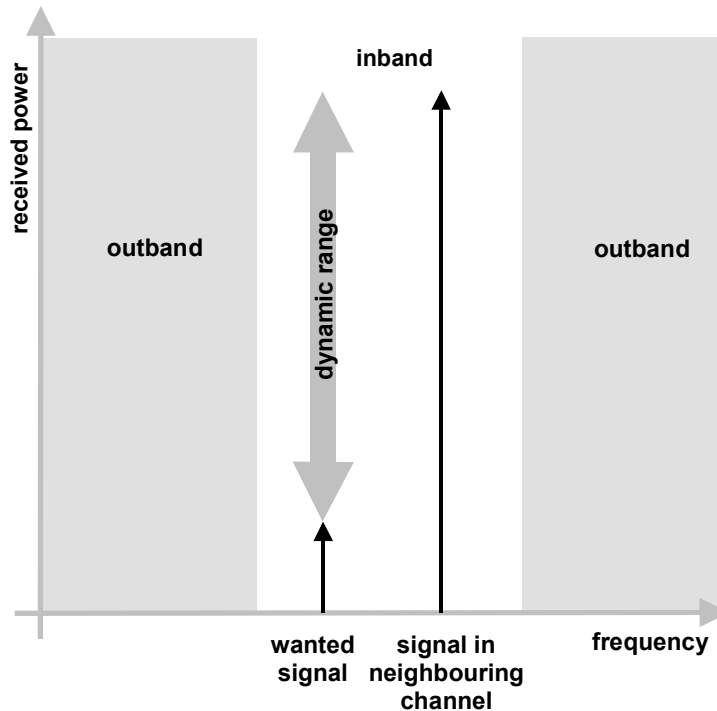 inband
received power
outband
dynamic range
outband
wanted
signal
signal in
neighbouring
channel
frequency